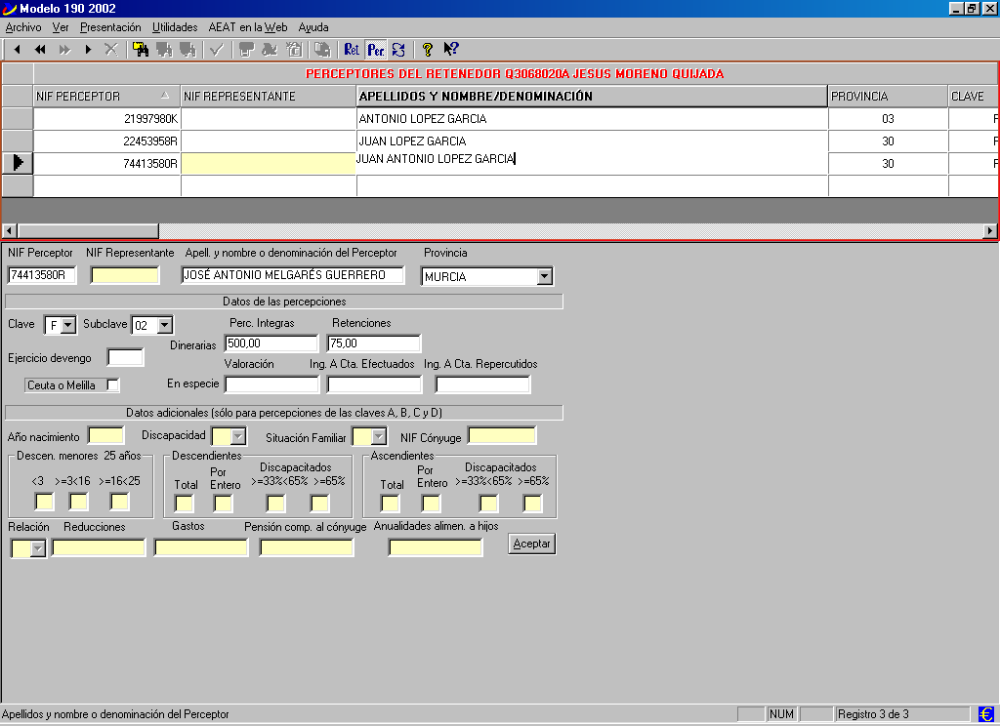 Modelo 190 2002
Archivo Ver Presentación Utilidades AEAT en la Web Ayuda
Ret Per ? ?
PERCEPTORES DEL RETENEDOR Q3068020A JESUS MORENO QUIJADA
NIF PERCEPTOR NIF REPRESENTANTE APELLIDOS Y NOMBRE/DENOMINACIÓN PROVINCIA CLAVE
21997980K ANTONIO LOPEZ GARCIA 03 F
22453958R JUAN LOPEZ GARCIA 30 F
74413580R JUAN ANTONIO LOPEZ GARCIA 30 F
NIF Perceptor NIF Representante Apell. y nombre o denominación del Perceptor Provincia
74413580R JOSÉ ANTONIO MELGARÉS GUERRERO MURCIA
Datos de las percepciones
Clave F Subclave 02 Perc. Integras Retenciones
Dinerarias 500,00 75,00
Ejercicio devengo Valoración Ing. A Cta. Efectuados Ing. A Cta. Repercutidos
Ceuta o Melilla En especie
Datos adicionales (sólo para percepciones de las claves A, B, C y D)
Año nacimiento Discapacidad Situación Familiar NIF Cónyuge
Descen. menores 25 años Descendientes Ascendientes
<3 >=3<16 >=16<25 Total Por Entero Discapacitados >=33%<65% >=65% Total Por Entero Discapacitados >=33%<65% >=65%
Relación Reducciones Gastos Pensión comp. al cónyuge Anualidades alimen. a hijos
Aceptar
Apellidos y nombre o denominación del Perceptor NUM Registro 3 de 3 €